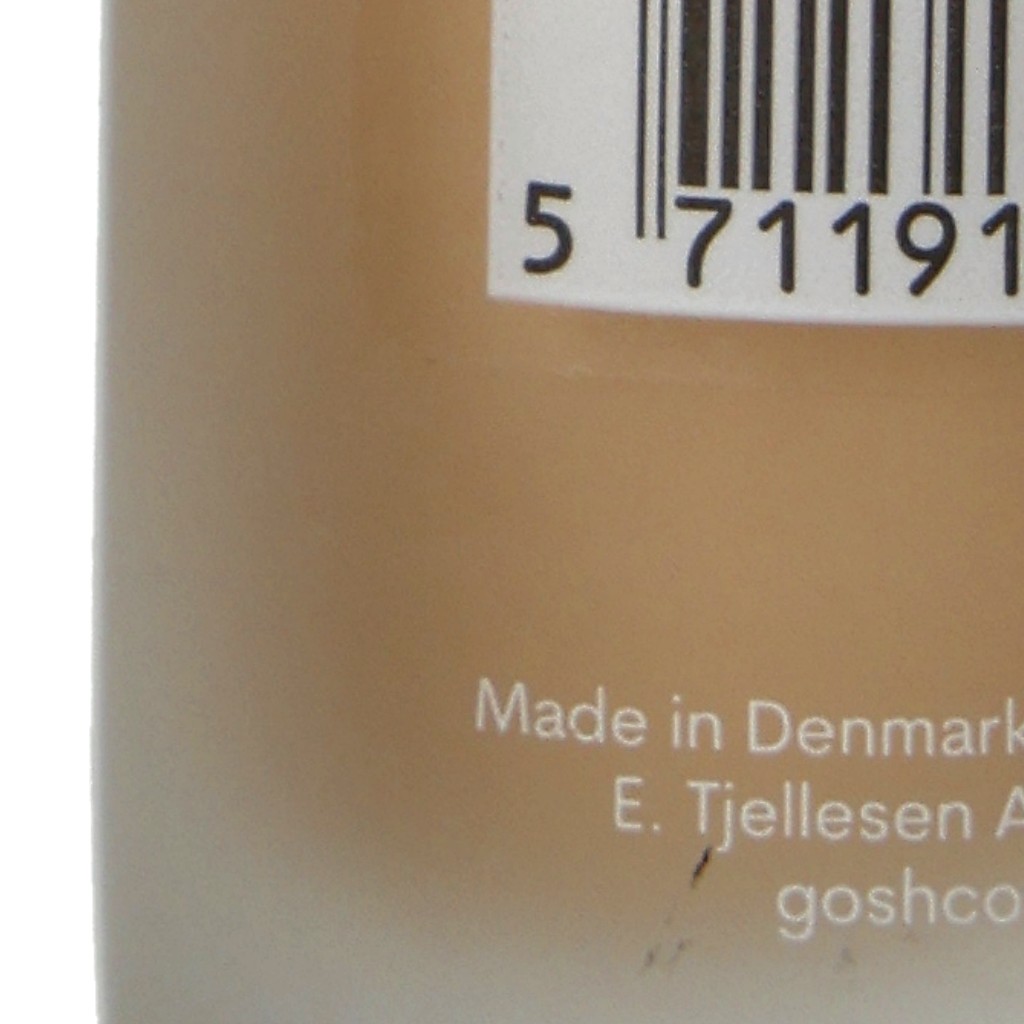 5 71191
Made in Denmark
E. Tjellesen A
goshco